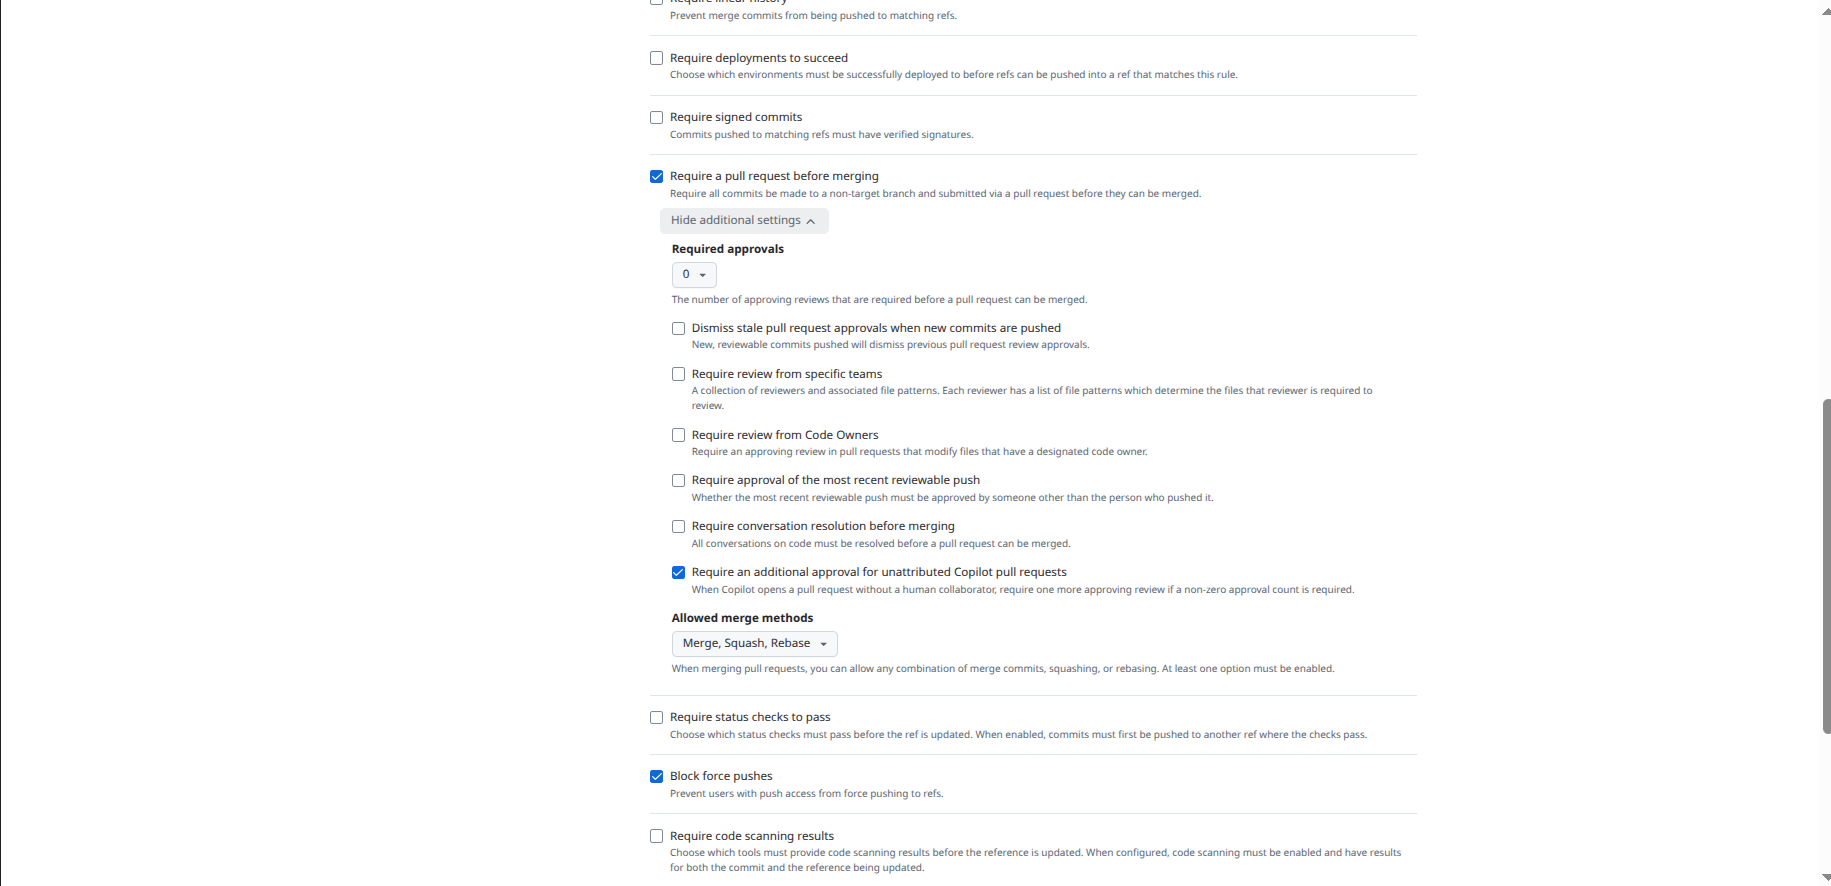 Require linear history
Prevent merge commits from being pushed to matching refs.
Require deployments to succeed
Choose which environments must be successfully deployed to before refs can be pushed into a ref that matches this rule.
Require signed commits
Commits pushed to matching refs must have verified signatures.
Require a pull request before merging
Require all commits be made to a non-target branch and submitted via a pull request before they can be merged.
Hide additional settings
Required approvals
0
The number of approving reviews that are required before a pull request can be merged.
Dismiss stale pull request approvals when new commits are pushed
New, reviewable commits pushed will dismiss previous pull request review approvals.
Require review from specific teams
A collection of reviewers and associated file patterns. Each reviewer has a list of file patterns which determine the files that reviewer is required to
review.
Require review from Code Owners
Require an approving review in pull requests that modify files that have a designated code owner.
Require approval of the most recent reviewable push
Whether the most recent reviewable push must be approved by someone other than the person who pushed it.
Require conversation resolution before merging
All conversations on code must be resolved before a pull request can be merged.
Require an additional approval for unattributed Copilot pull requests
When Copilot opens a pull request without a human collaborator, require one more approving review if a non-zero approval count is required.
Allowed merge methods
Merge, Squash, Rebase
When merging pull requests, you can allow any combination of merge commits, squashing, or rebasing. At least one option must be enabled.
Require status checks to pass
Choose which status checks must pass before the ref is updated. When enabled, commits must first be pushed to another ref where the checks pass.
Block force pushes
Prevent users with push access from force pushing to refs.
Require code scanning results
Choose which tools must provide code scanning results before the reference is updated. When configured, code scanning must be enabled and have results
for both the commit and the reference being updated.